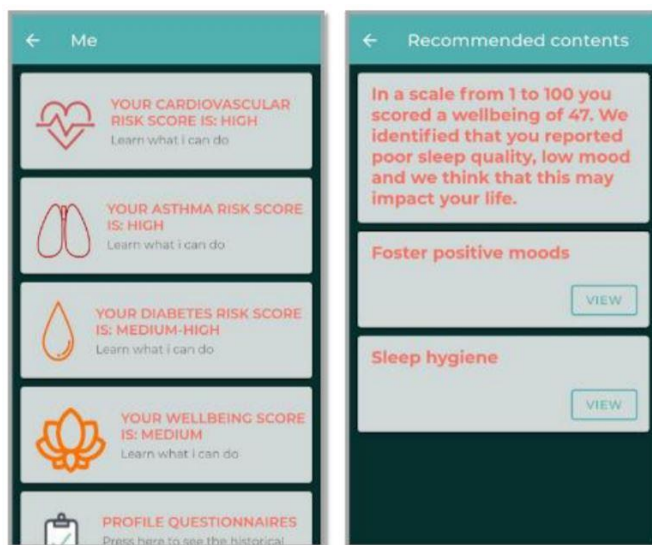 Me
YOUR CARDIOVASCULAR
RISK SCORE IS: HIGH
Learn what i can do
YOUR ASTHMA RISK SCORE
IS: HIGH
Learn what i can do
YOUR DIABETES RISK SCORE
IS: MEDIUM-HIGH
Learn what i can do
YOUR WELLBEING SCORE
IS: MEDIUM
Learn what i can do
PROFILE QUESTIONNAIRES
Press here to see the historical
Recommended contents
In a scale from 1 to 100 you
scored a wellbeing of 47. We
identified that you reported
poor sleep quality, low mood
and we think that this may
impact your life.
Foster positive moods
VIEW
Sleep hygiene
VIEW